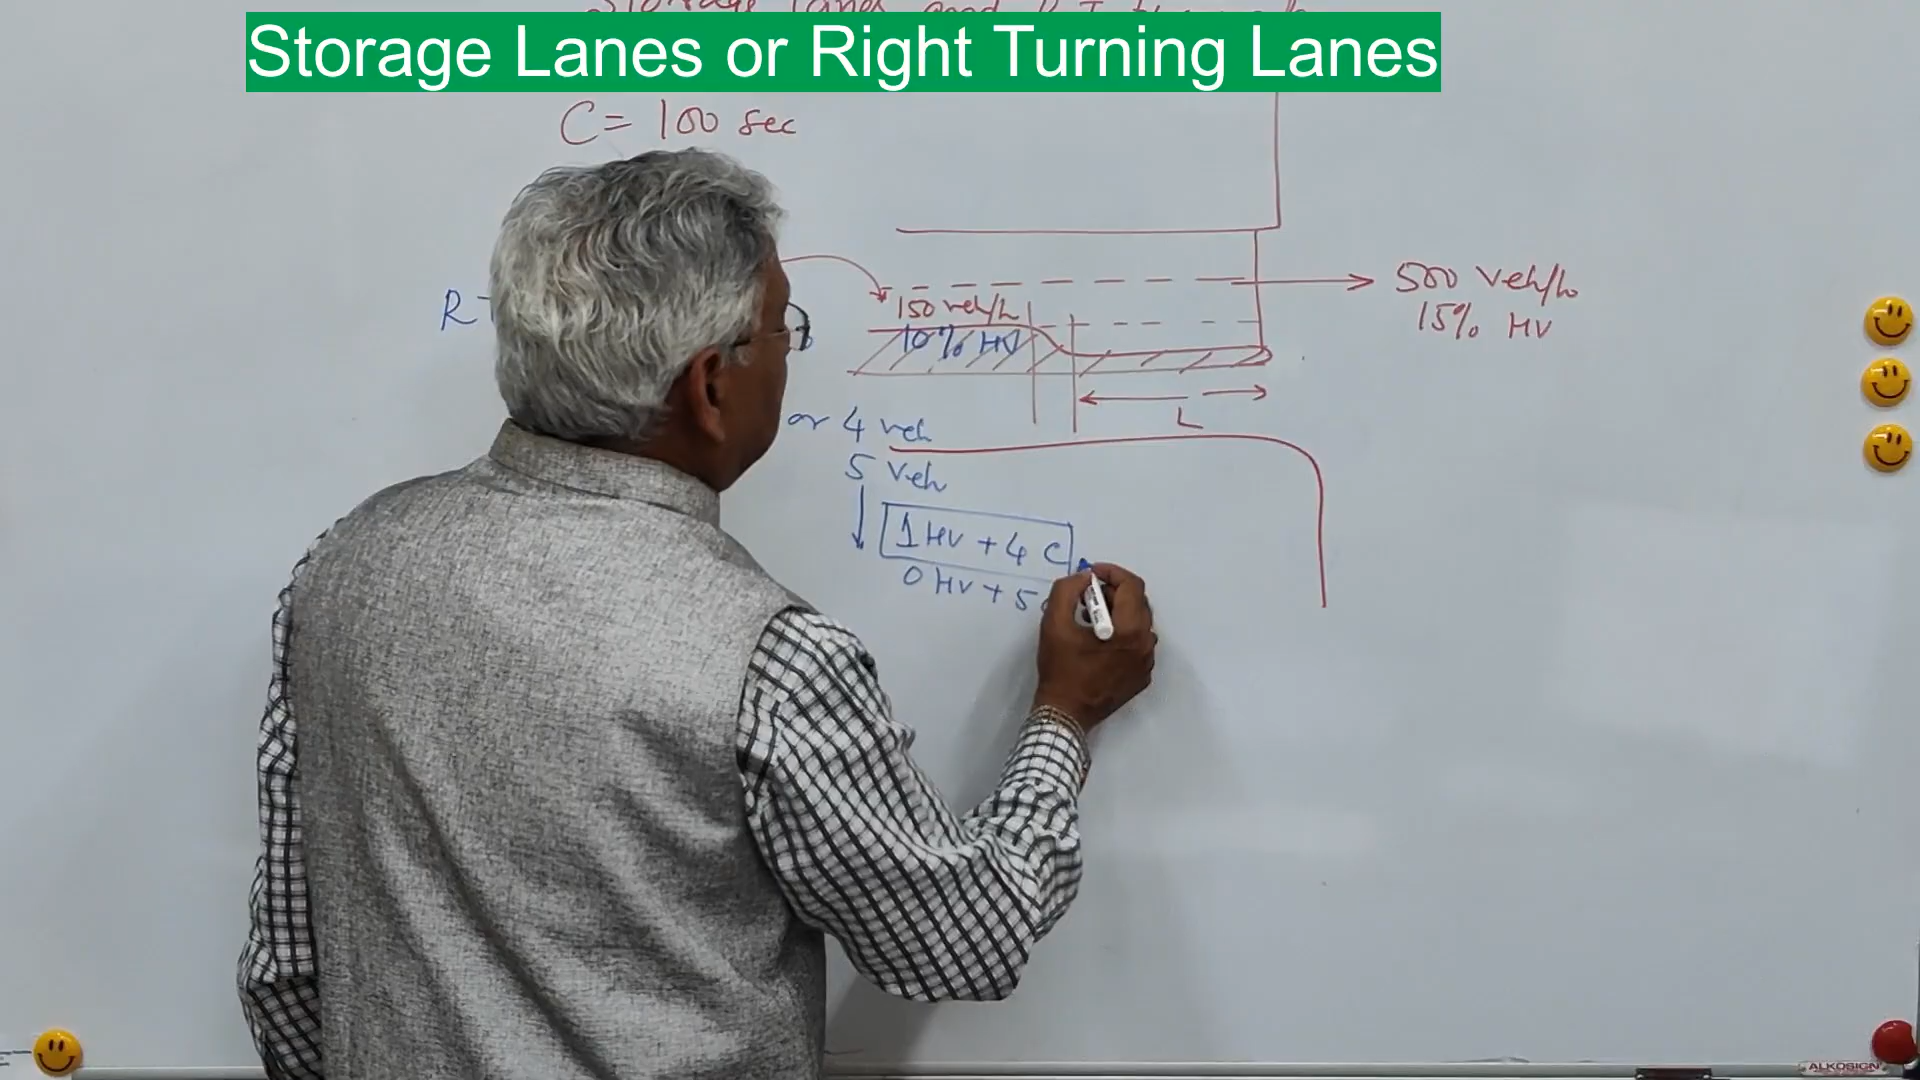 Storage Lanes or Right Turning Lanes
C = 100 sec
500 veh/h
15% HV
150 veh/h
10% HV
R
L
or 4 veh
5 Veh
1 HV + 4 C
0 HV + 5
ALKOSIGN